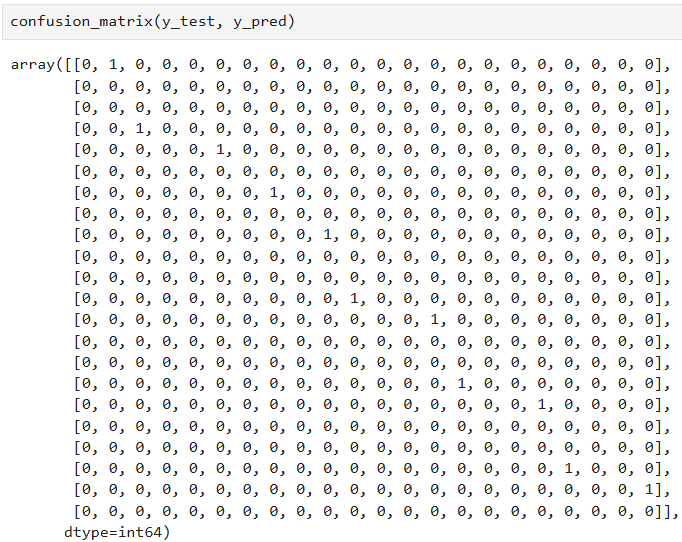 confusion_matrix(y_test, y_pred)
array([[0, 1, 0, 0, 0, 0, 0, 0, 0, 0, 0, 0, 0, 0, 0, 0, 0, 0, 0, 0, 0, 0],
[0, 0, 0, 0, 0, 0, 0, 0, 0, 0, 0, 0, 0, 0, 0, 0, 0, 0, 0, 0, 0, 0],
[0, 0, 0, 0, 0, 0, 0, 0, 0, 0, 0, 0, 0, 0, 0, 0, 0, 0, 0, 0, 0, 0],
[0, 0, 1, 0, 0, 0, 0, 0, 0, 0, 0, 0, 0, 0, 0, 0, 0, 0, 0, 0, 0, 0],
[0, 0, 0, 0, 0, 1, 0, 0, 0, 0, 0, 0, 0, 0, 0, 0, 0, 0, 0, 0, 0, 0],
[0, 0, 0, 0, 0, 0, 0, 0, 0, 0, 0, 0, 0, 0, 0, 0, 0, 0, 0, 0, 0, 0],
[0, 0, 0, 0, 0, 0, 0, 1, 0, 0, 0, 0, 0, 0, 0, 0, 0, 0, 0, 0, 0, 0],
[0, 0, 0, 0, 0, 0, 0, 0, 0, 0, 0, 0, 0, 0, 0, 0, 0, 0, 0, 0, 0, 0],
[0, 0, 0, 0, 0, 0, 0, 0, 0, 1, 0, 0, 0, 0, 0, 0, 0, 0, 0, 0, 0, 0],
[0, 0, 0, 0, 0, 0, 0, 0, 0, 0, 0, 0, 0, 0, 0, 0, 0, 0, 0, 0, 0, 0],
[0, 0, 0, 0, 0, 0, 0, 0, 0, 0, 0, 0, 0, 0, 0, 0, 0, 0, 0, 0, 0, 0],
[0, 0, 0, 0, 0, 0, 0, 0, 0, 0, 1, 0, 0, 0, 0, 0, 0, 0, 0, 0, 0, 0],
[0, 0, 0, 0, 0, 0, 0, 0, 0, 0, 0, 0, 0, 1, 0, 0, 0, 0, 0, 0, 0, 0],
[0, 0, 0, 0, 0, 0, 0, 0, 0, 0, 0, 0, 0, 0, 0, 0, 0, 0, 0, 0, 0, 0],
[0, 0, 0, 0, 0, 0, 0, 0, 0, 0, 0, 0, 0, 0, 0, 0, 0, 0, 0, 0, 0, 0],
[0, 0, 0, 0, 0, 0, 0, 0, 0, 0, 0, 0, 0, 0, 1, 0, 0, 0, 0, 0, 0, 0],
[0, 0, 0, 0, 0, 0, 0, 0, 0, 0, 0, 0, 0, 0, 0, 0, 0, 1, 0, 0, 0, 0],
[0, 0, 0, 0, 0, 0, 0, 0, 0, 0, 0, 0, 0, 0, 0, 0, 0, 0, 0, 0, 0, 0],
[0, 0, 0, 0, 0, 0, 0, 0, 0, 0, 0, 0, 0, 0, 0, 0, 0, 0, 0, 0, 0, 0],
[0, 0, 0, 0, 0, 0, 0, 0, 0, 0, 0, 0, 0, 0, 0, 0, 0, 0, 1, 0, 0, 0],
[0, 0, 0, 0, 0, 0, 0, 0, 0, 0, 0, 0, 0, 0, 0, 0, 0, 0, 0, 0, 0, 1],
[0, 0, 0, 0, 0, 0, 0, 0, 0, 0, 0, 0, 0, 0, 0, 0, 0, 0, 0, 0, 0, 0]],
dtype=int64)